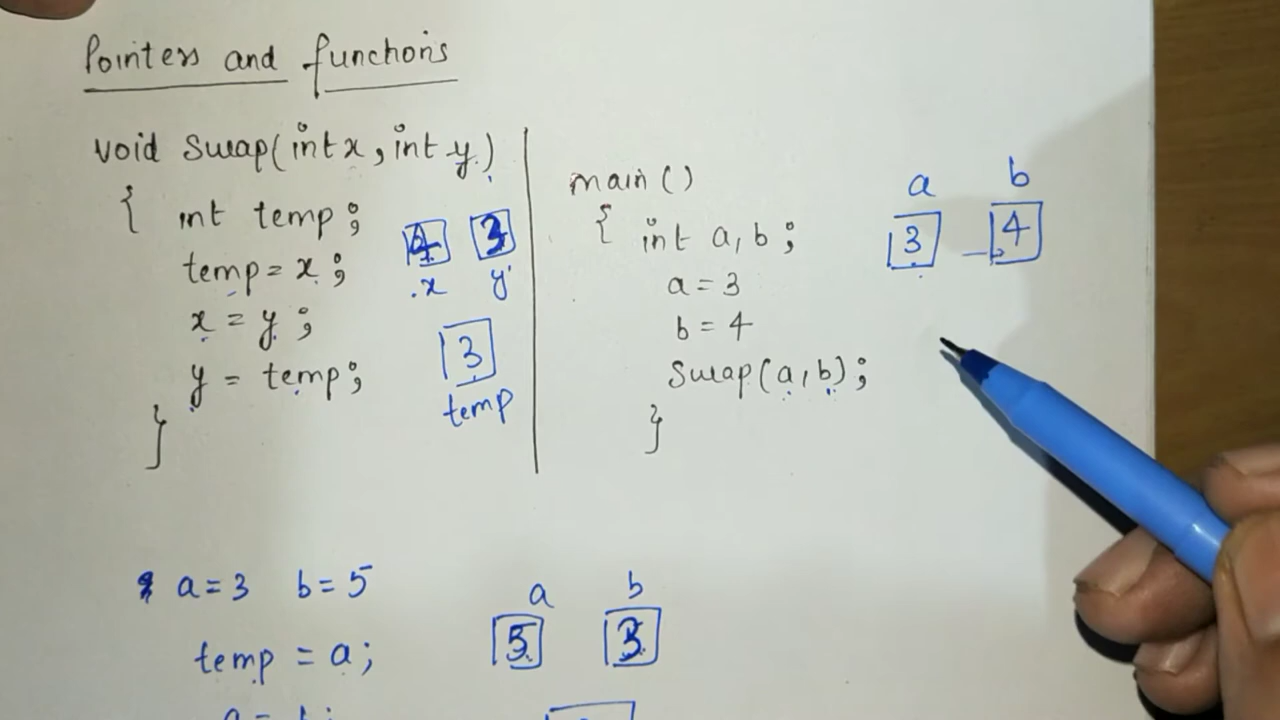 Pointers and functions
void swap(int x, int y)
{ int temp;
temp = x;
x = y;
y = temp;
}
4 3
x y
3
temp
main()
{ int a, b;
a = 3
b = 4
swap(a, b);
}
a b
3 4
a = 3 b = 5
temp = a;
a b
5 3